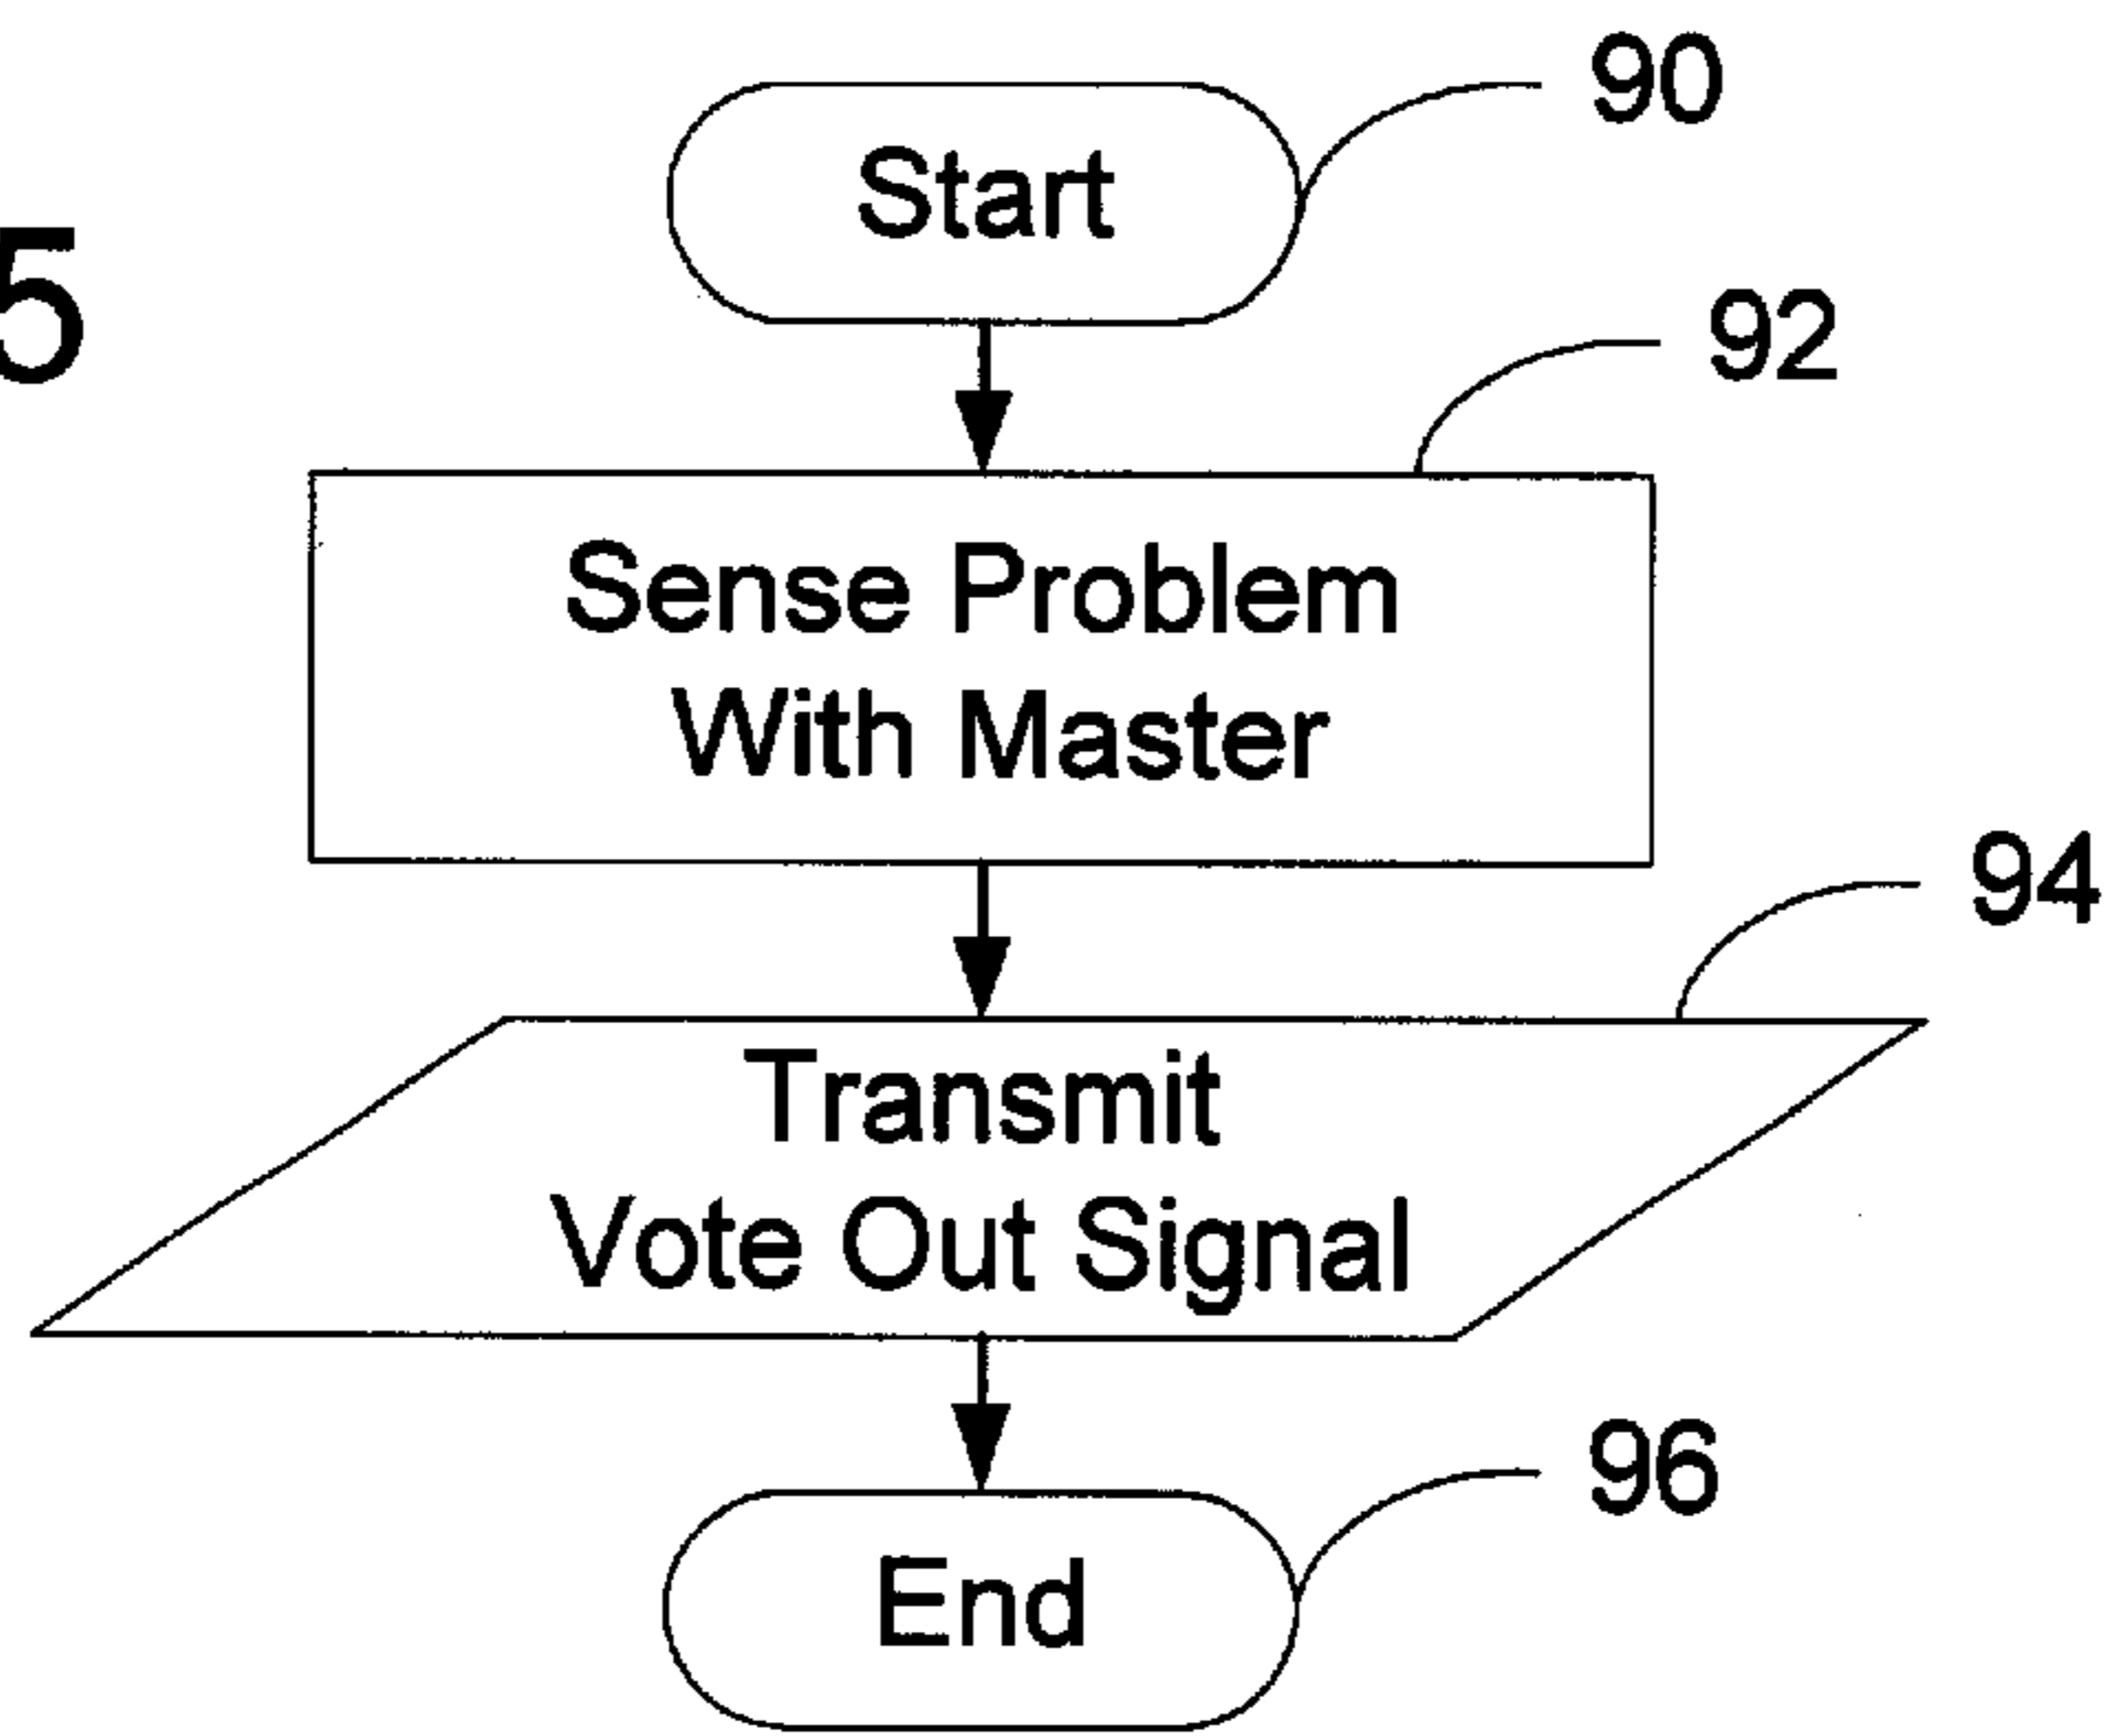 90
Start
5
92
Sense Problem
With Master
94
Transmit
Vote Out Signal
96
End